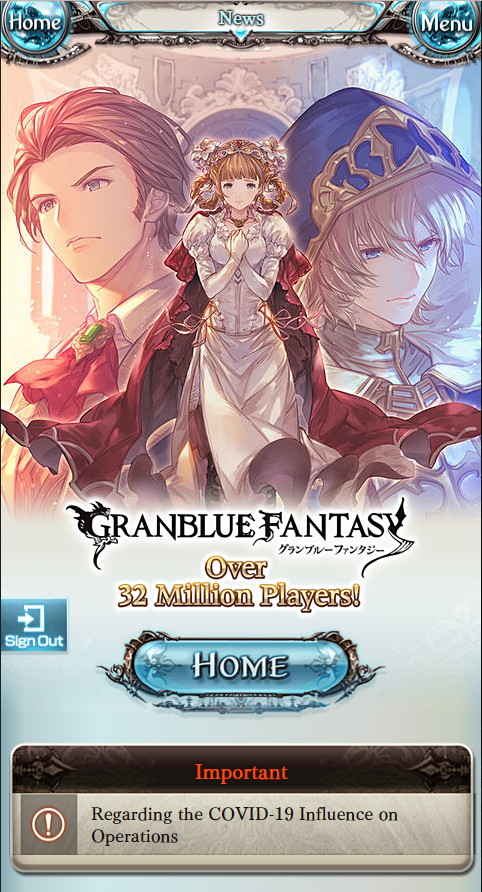 Home
News
Menu
GRANBLUE FANTASY
グランブルーファンタジー
Over
32 Million Players!
Sign Out
HOME
Important
Regarding the COVID-19 Influence on
Operations